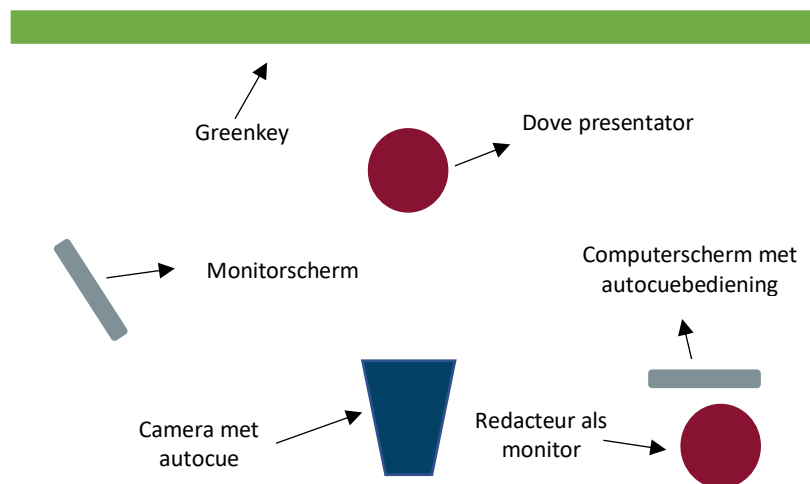 Greenkey
Dove presentator
Monitorscherm
Computerscherm met
autocuebediening
Camera met
autocue
Redacteur als
monitor